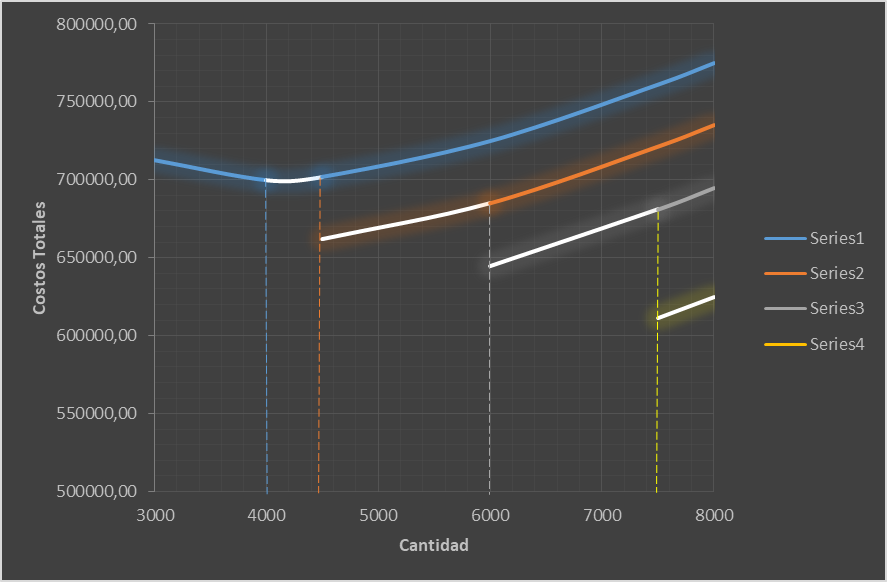 800000,00
750000,00
700000,00
650000,00
600000,00
550000,00
500000,00
Costos Totales
3000 4000 5000 6000 7000 8000
Cantidad
Series1
Series2
Series3
Series4